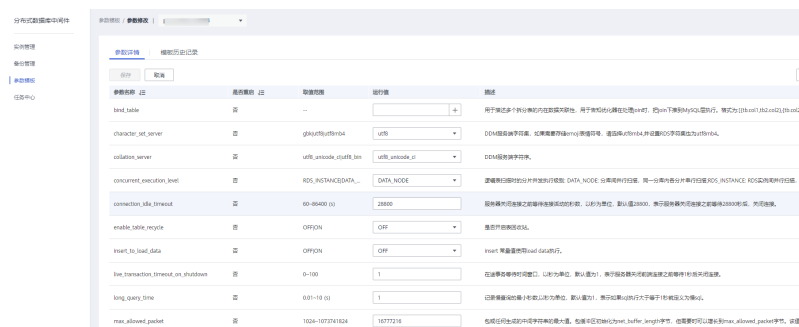 分布式数据库中间件
参数模板 / 参数修改
实例管理
备份管理
参数模板
任务中心
参数详情 模板历史记录
保存 取消
参数名称 是否重启 取值范围 运行值 描述
bind_table 否 -- 用于描述多个拆分表的内在数据关联性，用于告知优化器在处理join时，把join下推到MySQL层执行。格式为:[{tb.col1,tb2.col2},{tb.col2
character_set_server 否 gbk|utf8|utf8mb4 utf8 DDM服务端字符集，如果需要存储emoji表情符号，请选择utf8mb4,并设置RDS字符集也为utf8mb4。
collation_server 否 utf8_unicode_ci|utf8_bin utf8_unicode_ci DDM服务端字符序。
concurrent_execution_level 否 RDS_INSTANCE|DATA_... DATA_NODE 逻辑表扫描时的分片并发执行级别: DATA_NODE: 分库间并行扫描，同一分库内各分片串行扫描;RDS_INSTANCE: RDS实例间并行扫描，
connection_idle_timeout 否 60–86400 (s) 28800 服务器关闭连接之前等待连接活动的秒数，以秒为单位，默认值28800，表示服务器关闭连接之前等待28800秒后，关闭连接。
enable_table_recycle 否 OFF|ON OFF 是否开启表回收站。
insert_to_load_data 否 OFF|ON OFF insert 常量值使用load data执行。
live_transaction_timeout_on_shutdown 否 0–100 1 在途事务等待时间窗口，以秒为单位，默认值为1，表示服务器关闭前端连接之前等待1秒后关闭连接。
long_query_time 否 0.01–10 (s) 1 记录慢查询的最小秒数,以秒为单位，默认值为1，表示如果sql执行大于等于1秒就定义为慢sql。
max_allowed_packet 否 1024–1073741824 16777216 包或任何生成的中间字符串的最大值。包缓冲区初始化为net_buffer_length字节，但需要时可以增长到max_allowed_packet字节。该值